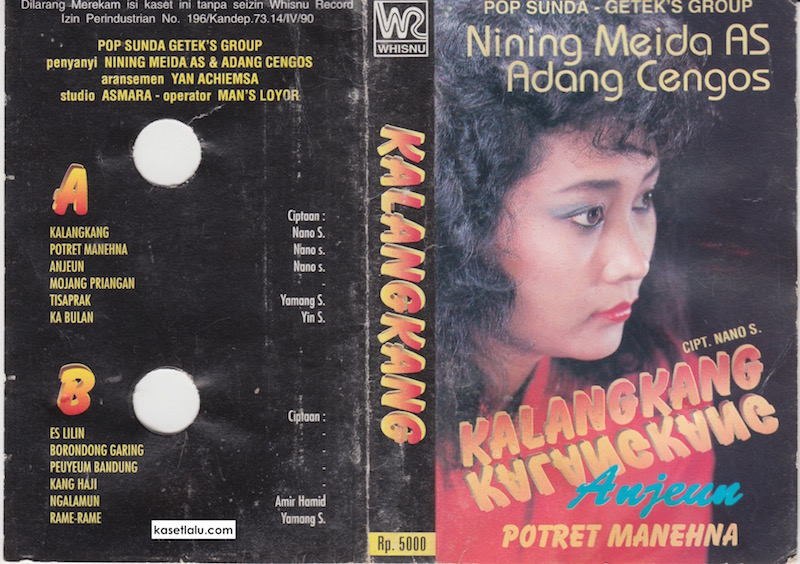 Dilarang Merekam isi kasét ini tanpa seizin Whisnu Record
Izin Perindustrian No. 196/Kandep.73.14/IV/90
POP SUNDA GETEK'S GROUP
penyanyi NINING MEIDA AS & ADANG CENGOS
aransemen YAN ACHIEMSA
studio ASMARA - operator MAN'S LOYOR
A
Ciptaan :
KALANGKANG Nano S.
POTRET MANEHNA Nano s.
ANJEUN Nano s.
MOJANG PRIANGAN -
TISAPRAK Yamang S.
KA BULAN Yin S.
B
Ciptaan :
ES LILIN -
BORONDONG GARING -
PEUYEUM BANDUNG -
KANG HAJI -
NGALAMUN Amir Hamid
RAME-RAME Yamang S.
kasetlalu.com
WR
WHISNU
KALANGKANG
Rp. 5000
POP SUNDA - GETEK'S GROUP
Nining Meida AS
Adang Cengos
CIPT. NANO S.
KALANGKANG
KALANGKANG
Anjeun
POTRET MANEHNA